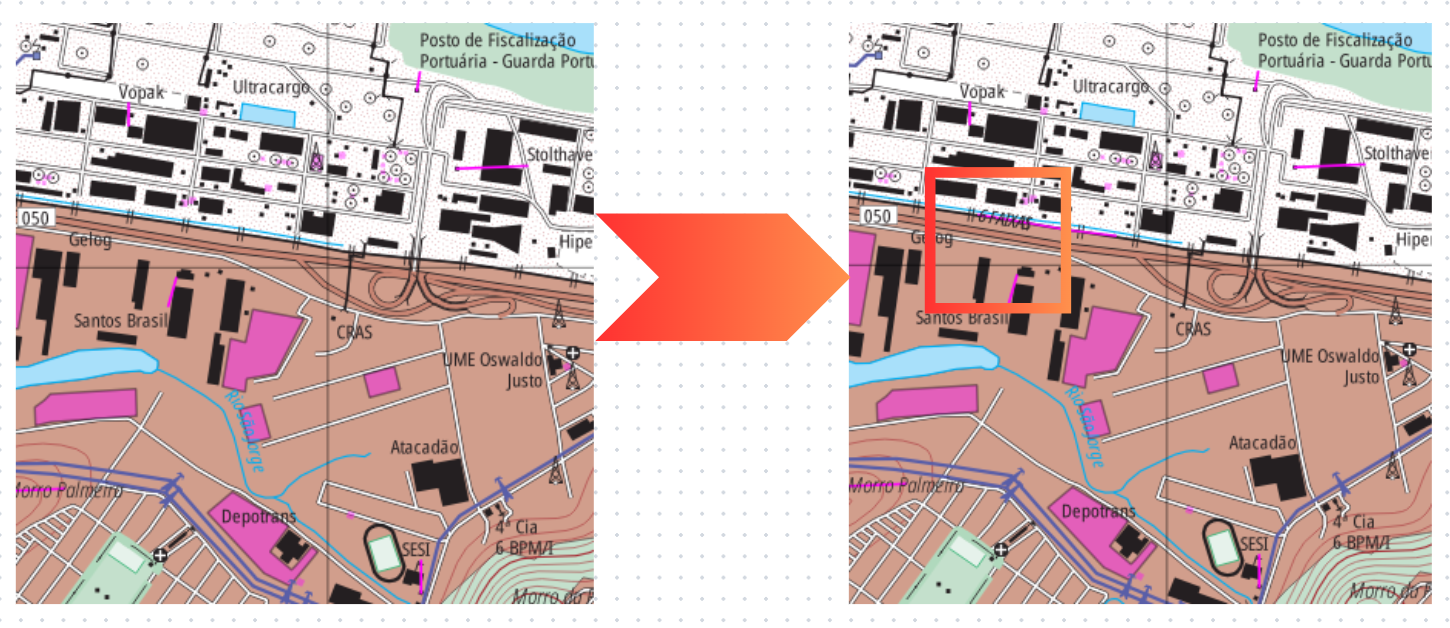 Posto de Fiscalização
Portuária - Guarda Portu
Vopak
Ultracargo
Stolthave
050
Gelog
Hipe
Santos Brasil
CRAS
UME Oswaldo
Justo
Rio São Jorge
Atacadão
Morro Palmeiro
Depotrans
4ª Cia
6 BPM/I
SESI
Morro do F
Posto de Fiscalização
Portuária - Guarda Portu
Vopak
Ultracargo
Stolthave
050
6 FAIXAS
Gelog
Hiper
Santos Brasil
CRAS
UME Oswaldo
Justo
Rio São Jorge
Atacadão
Morro Palmeiro
Depotrans
4ª Cia
6 BPM/I
SESI
Morro do F